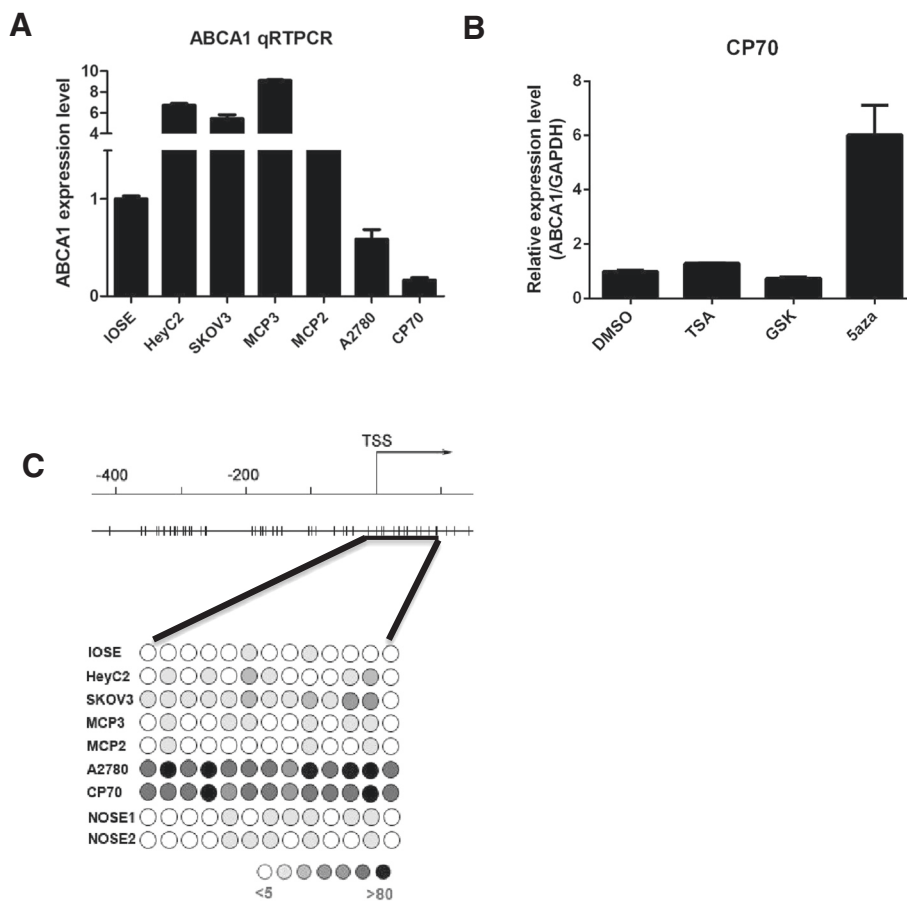 A
ABCA1 qRTPCR
ABCA1 expression level
10
8
6
4
1
0
IOSE
HeyC2
SKOV3
MCP3
MCP2
A2780
CP70
B
CP70
Relative expression level
(ABCA1/GAPDH)
8
6
4
2
0
DMSO
TSA
GSK
5aza
C
TSS
-400
-200
IOSE
HeyC2
SKOV3
MCP3
MCP2
A2780
CP70
NOSE1
NOSE2
<5
>80